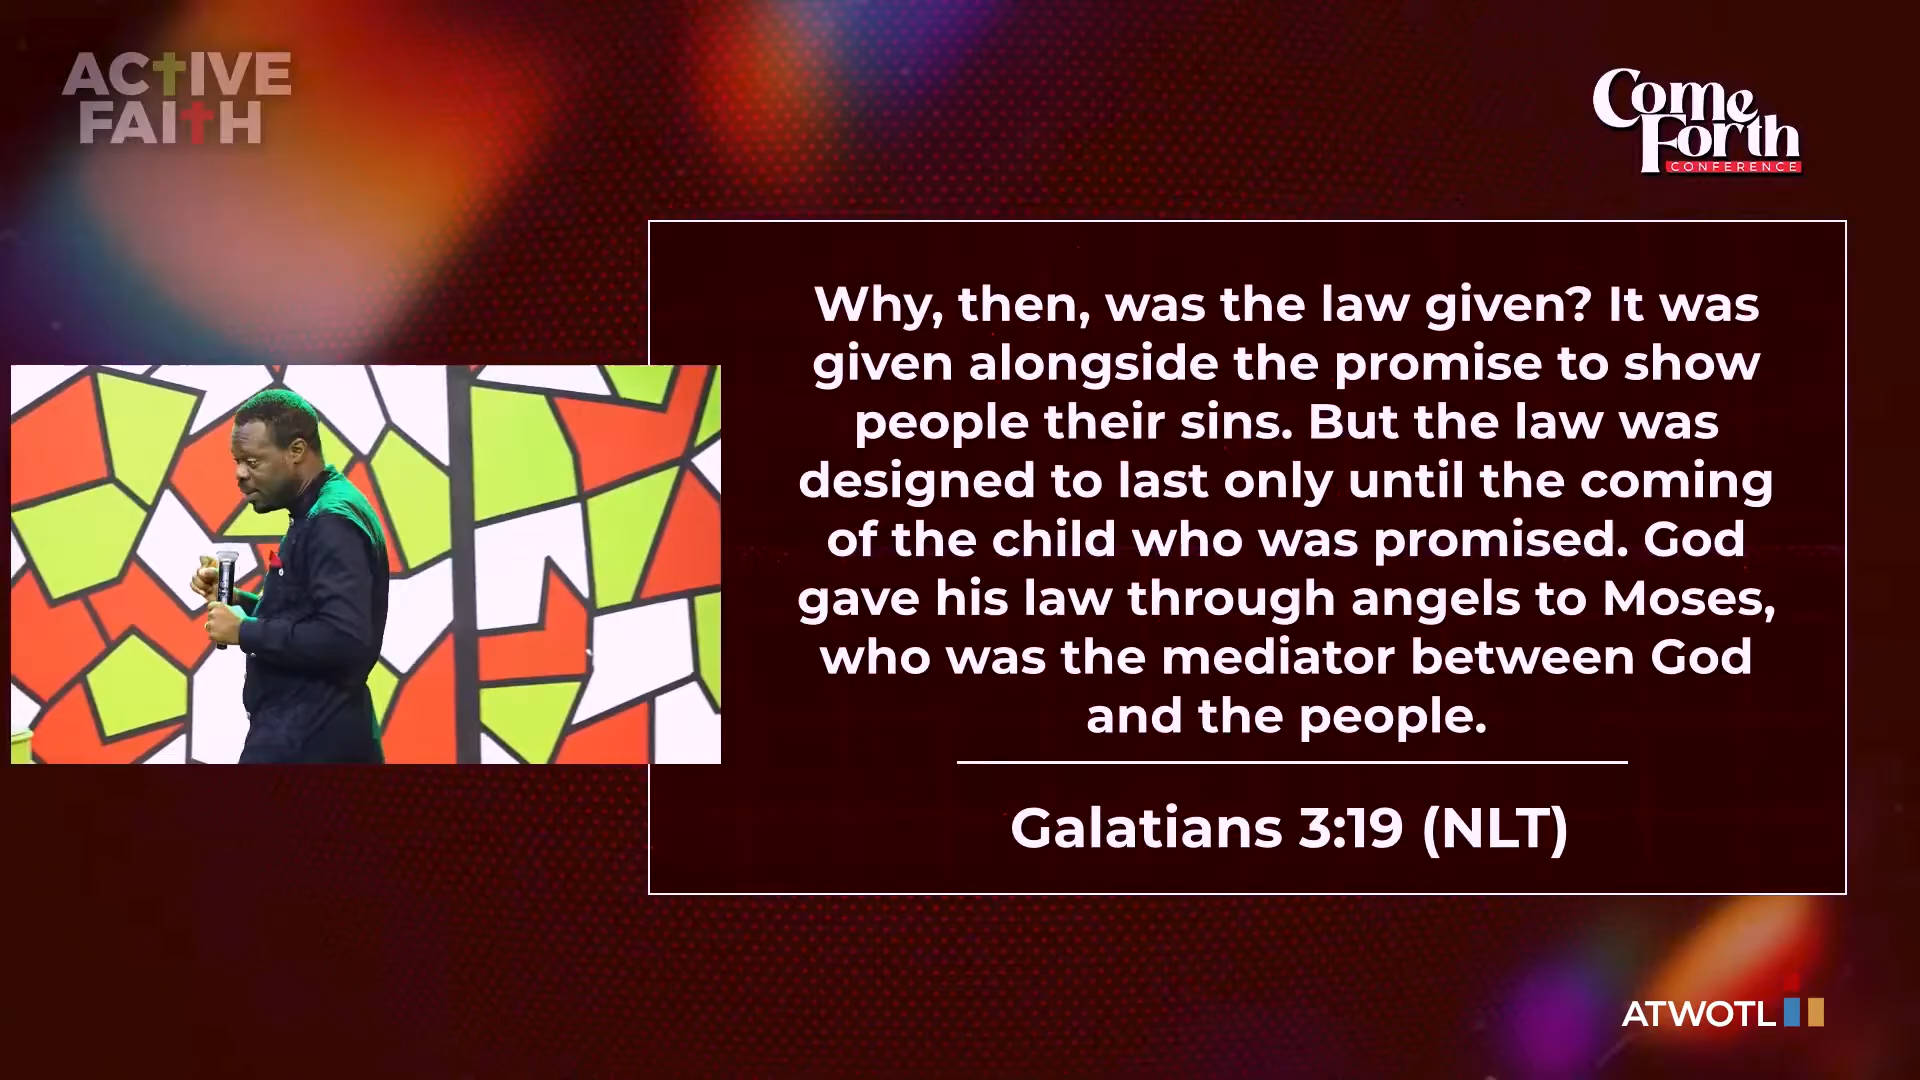 ACTIVE
FAITH
Come
Forth
CONFERENCE
Why, then, was the law given? It was
given alongside the promise to show
people their sins. But the law was
designed to last only until the coming
of the child who was promised. God
gave his law through angels to Moses,
who was the mediator between God
and the people.
Galatians 3:19 (NLT)
ATWOTL